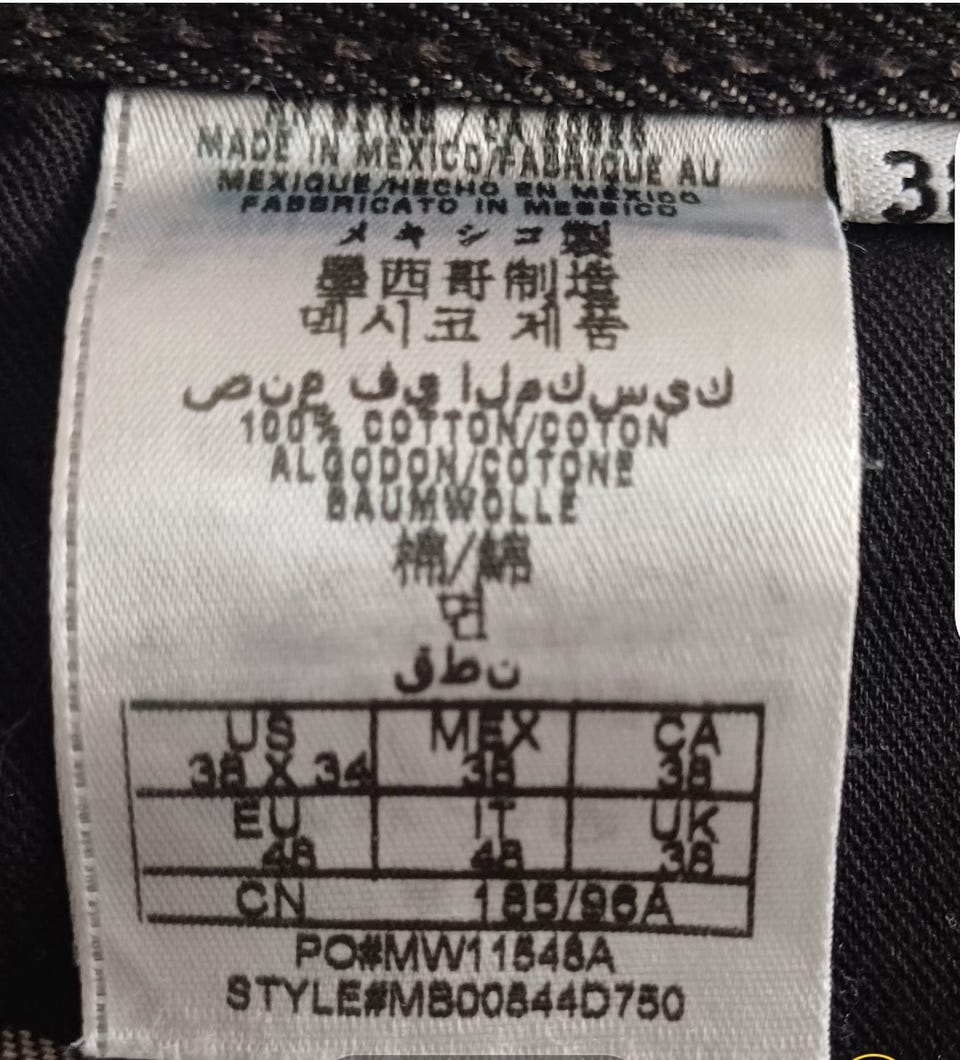 MADE IN MEXICO/FABRIQUE AU
MEXIQUE/HECHO EN MEXICO
FABBRICATO IN MESSICO
メキシコ製
墨西哥制造
멕시코 제품
صنع في المكسيك
100% COTTON/COTON
ALGODON/COTONE
BAUMWOLLE
棉/綿
면
قطن
US MEX CA
38 X 34 38 38
EU IT UK
48 48 38
CN 185/96A
PO#MW11548A
STYLE#MB00844D750